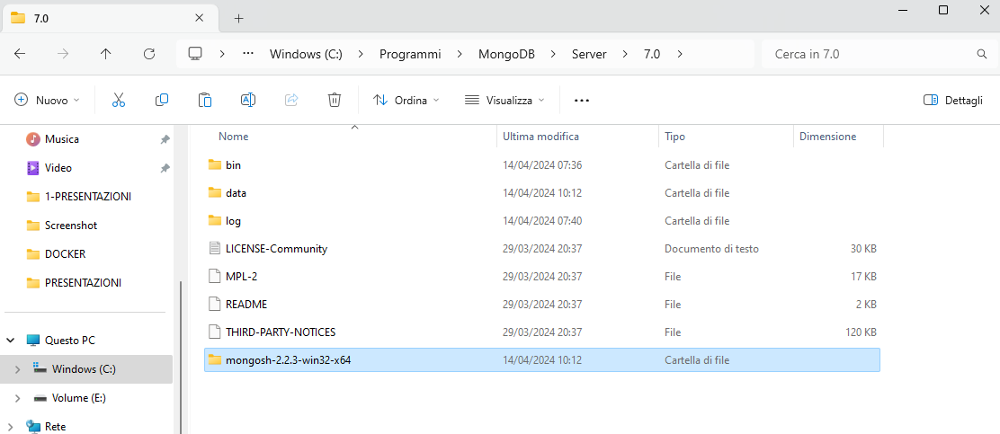 7.0
Windows (C:) Programmi MongoDB Server 7.0 Cerca in 7.0
Nuovo Ordina Visualizza Dettagli
Nome Ultima modifica Tipo Dimensione
Musica
Video
1-PRESENTAZIONI
Screenshot
DOCKER
PRESENTAZIONI
Questo PC
Windows (C:)
Volume (E:)
Rete
bin 14/04/2024 07:36 Cartella di file
data 14/04/2024 10:12 Cartella di file
log 14/04/2024 07:40 Cartella di file
LICENSE-Community 29/03/2024 20:37 Documento di testo 30 KB
MPL-2 29/03/2024 20:37 File 17 KB
README 29/03/2024 20:37 File 2 KB
THIRD-PARTY-NOTICES 29/03/2024 20:37 File 120 KB
mongosh-2.2.3-win32-x64 14/04/2024 10:12 Cartella di file